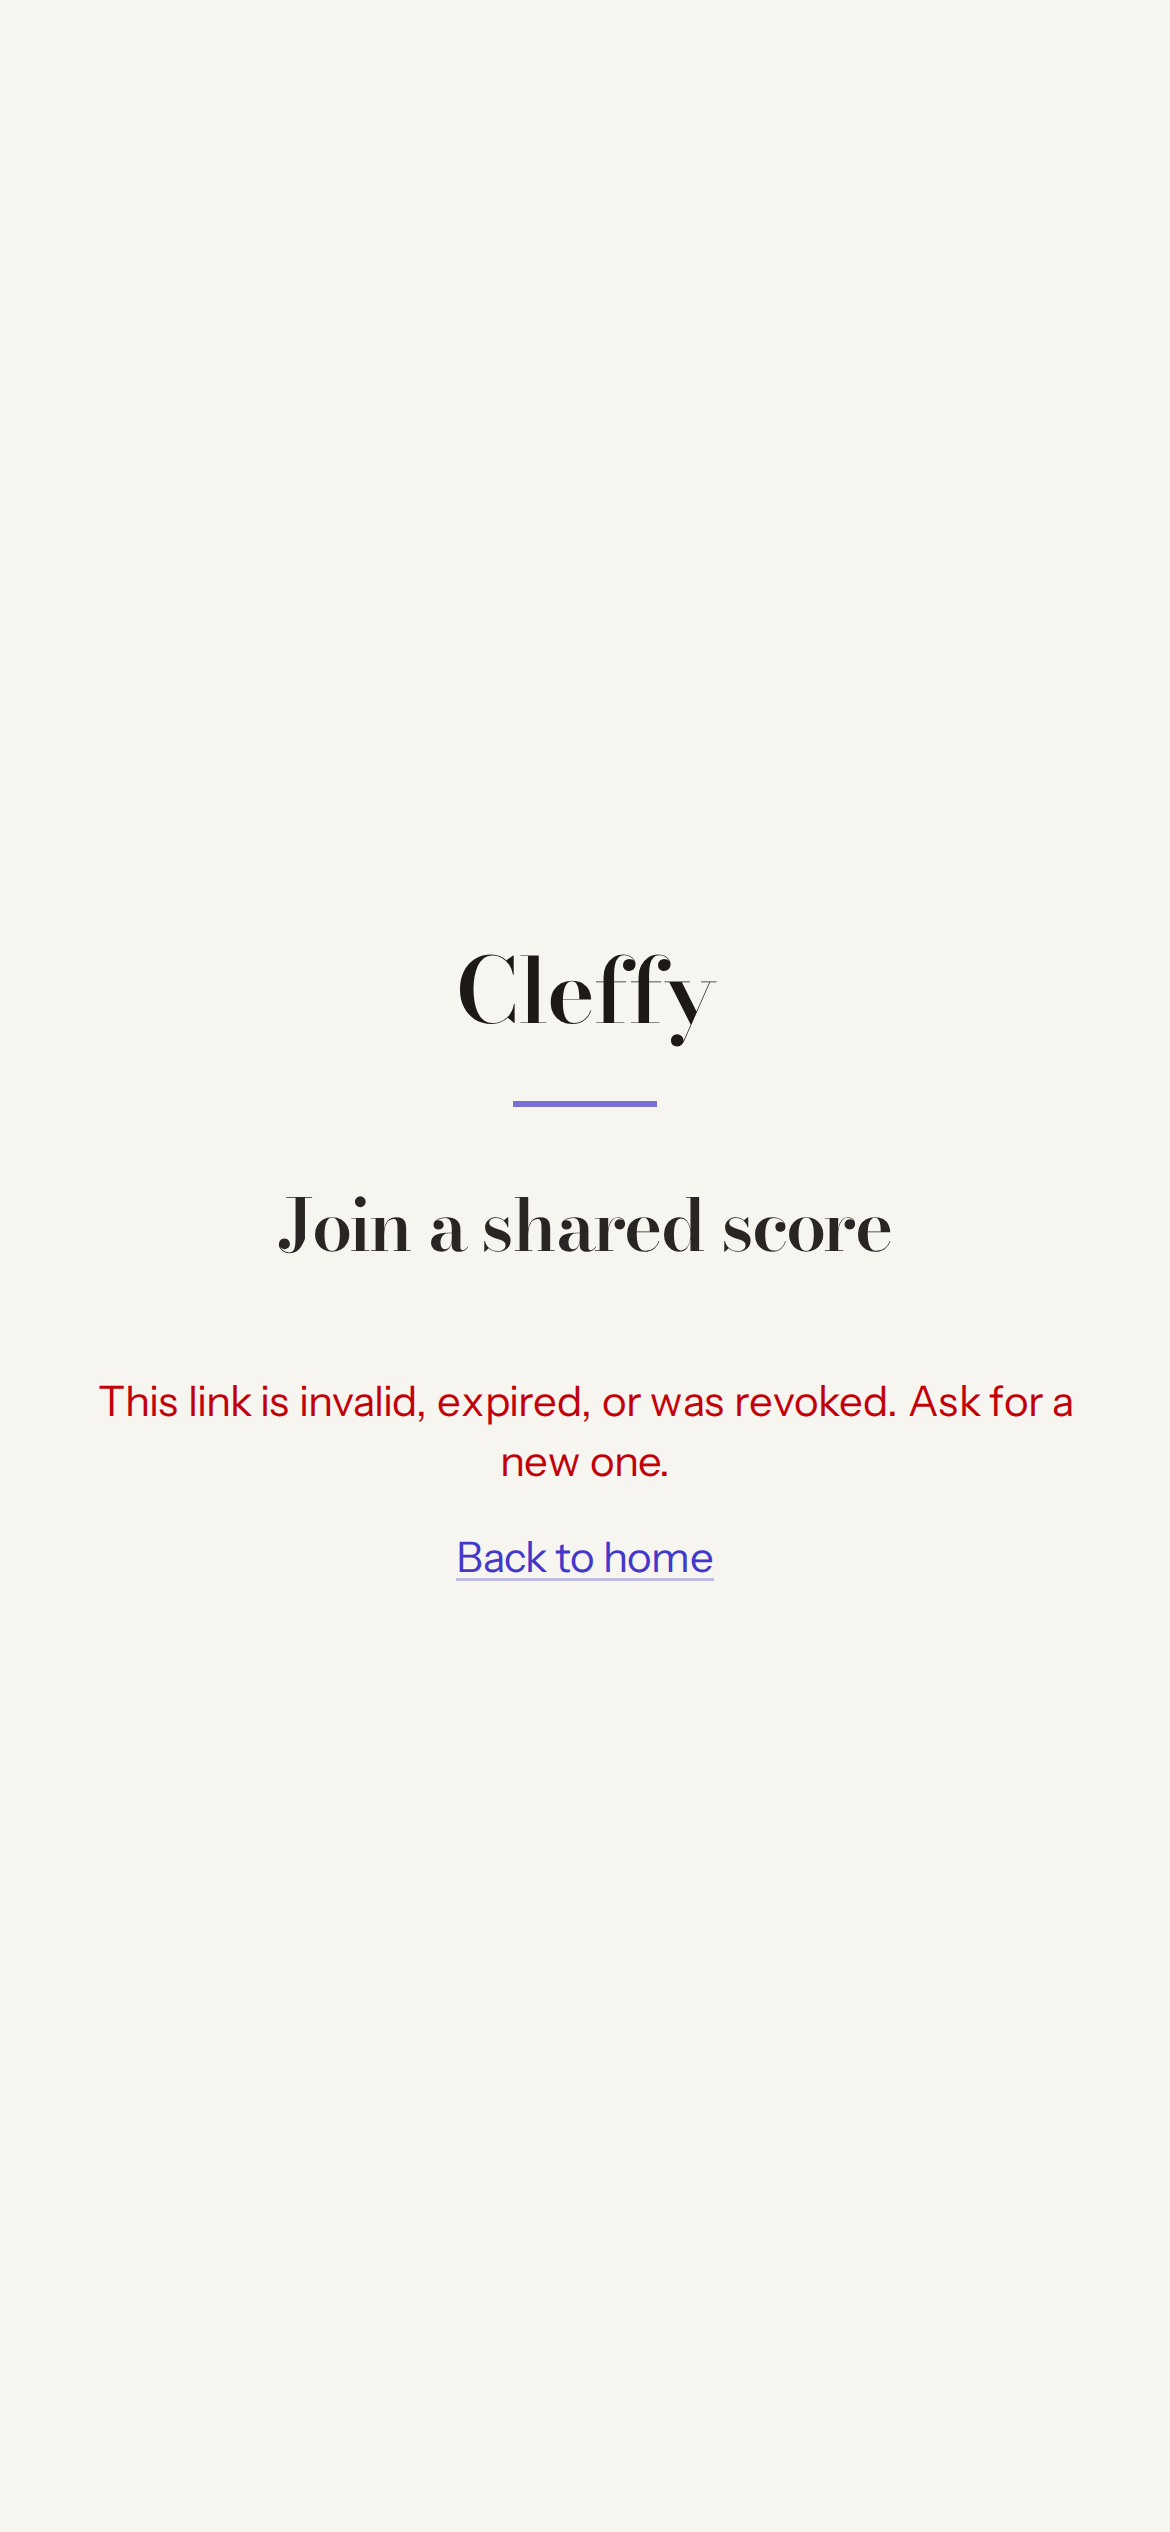 Cleffy
Join a shared score
This link is invalid, expired, or was revoked. Ask for a
new one.
Back to home